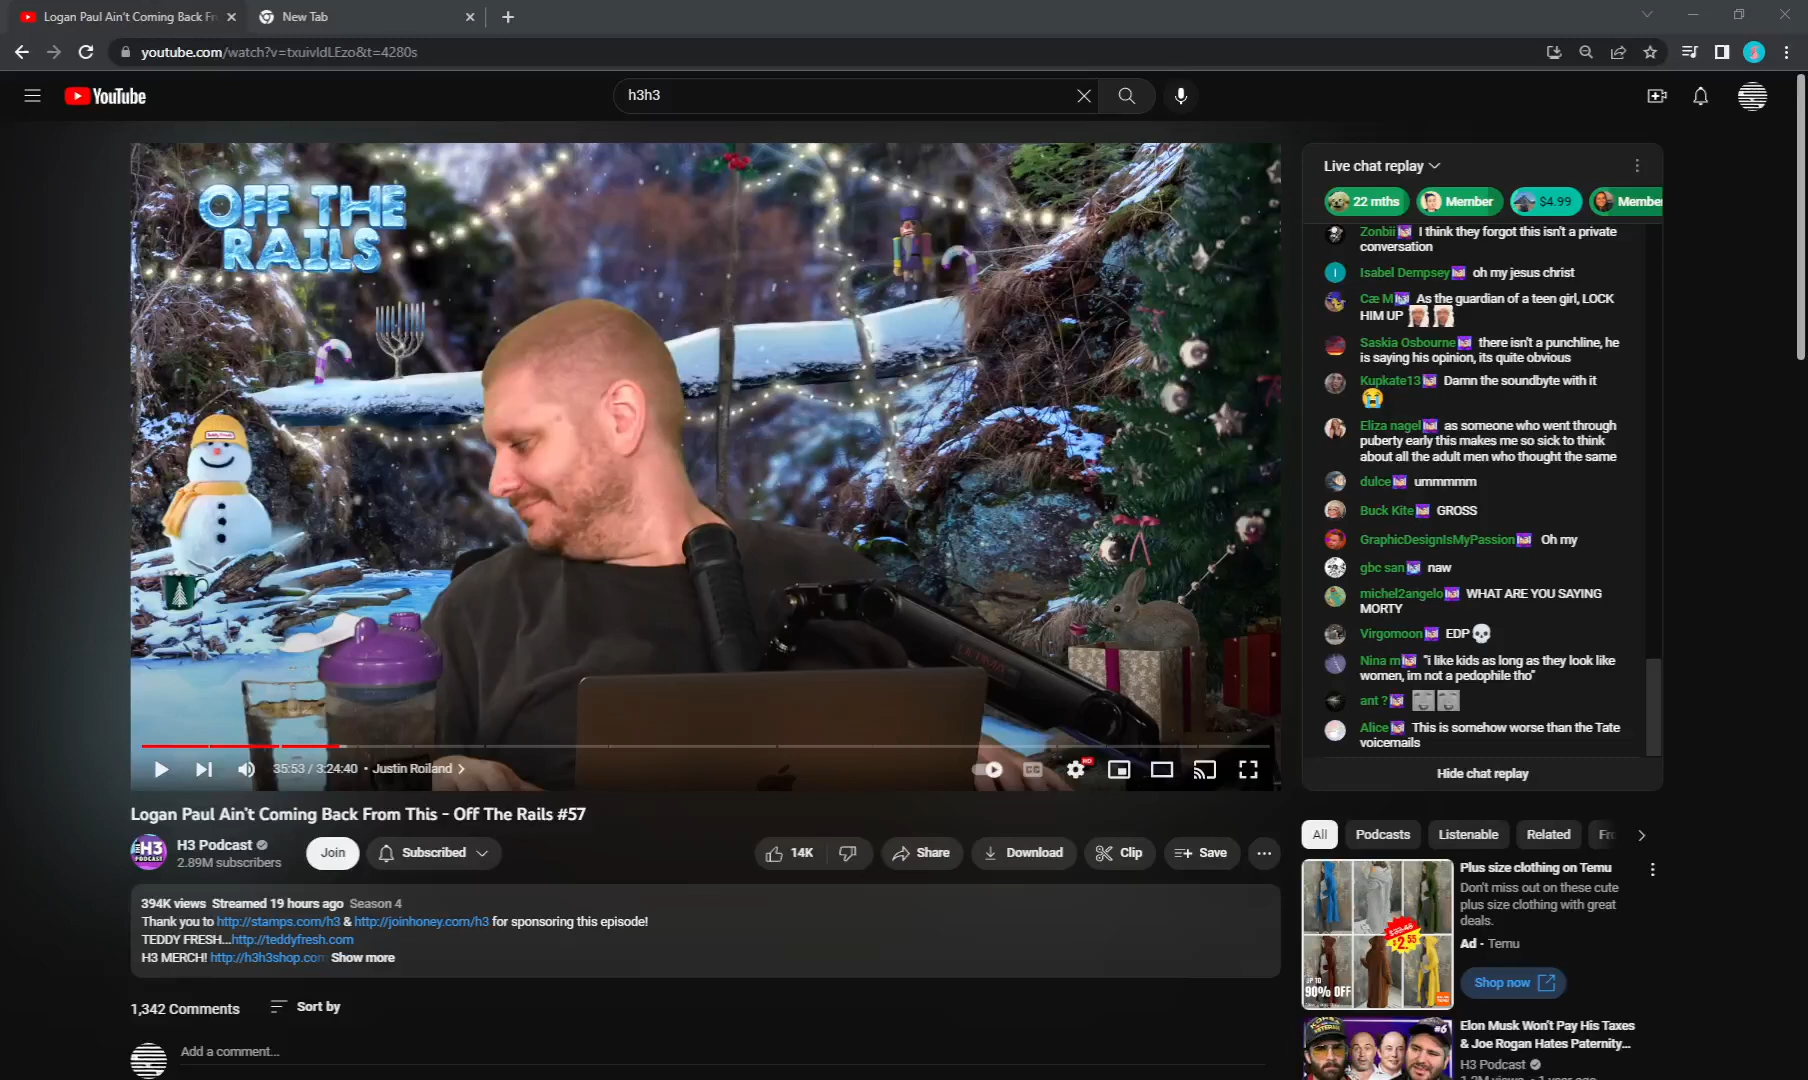 Logan Paul Ain't Coming Back Fr
New Tab
youtube.com/watch?v=txuivIdLEzo&t=4280s
YouTube
h3h3
OFF THE
RAILS
35:53 / 3:24:40 • Justin Roiland
Live chat replay
22 mths
Member
$4.99
Member
Zonbii I think they forgot this isn't a private
conversation
I
Isabel Dempsey oh my jesus christ
Cæ M As the guardian of a teen girl, LOCK
HIM UP
Saskia Osbourne there isn't a punchline, he
is saying his opinion, its quite obvious
Kupkate13 Damn the soundbyte with it
😭
Eliza nagel as someone who went through
puberty early this makes me so sick to think
about all the adult men who thought the same
dulce ummmmm
Buck Kite GROSS
GraphicDesignIsMyPassion Oh my
gbc san naw
michel2angelo WHAT ARE YOU SAYING
MORTY
Virgomoon EDP💀
Nina m "i like kids as long as they look like
women, im not a pedophile tho"
ant ?
Alice This is somehow worse than the Tate
voicemails
Hide chat replay
Logan Paul Ain't Coming Back From This - Off The Rails #57
H3 PODCAST
H3 Podcast
2.89M subscribers
Join
Subscribed
14K
Share
Download
Clip
Save
394K views Streamed 19 hours ago Season 4
Thank you to http://stamps.com/h3 & http://joinhoney.com/h3 for sponsoring this episode!
TEDDY FRESH...http://teddyfresh.com
H3 MERCH! http://h3h3shop.com Show more
1,342 Comments
Sort by
Add a comment...
All
Podcasts
Listenable
Related
Fr
Plus size clothing on Temu
Don't miss out on these cute
plus size clothing with great
deals.
Ad · Temu
Shop now
$2.55
UP TO
90% OFF
Elon Musk Won't Pay His Taxes
& Joe Rogan Hates Paternity...
H3 Podcast
#6